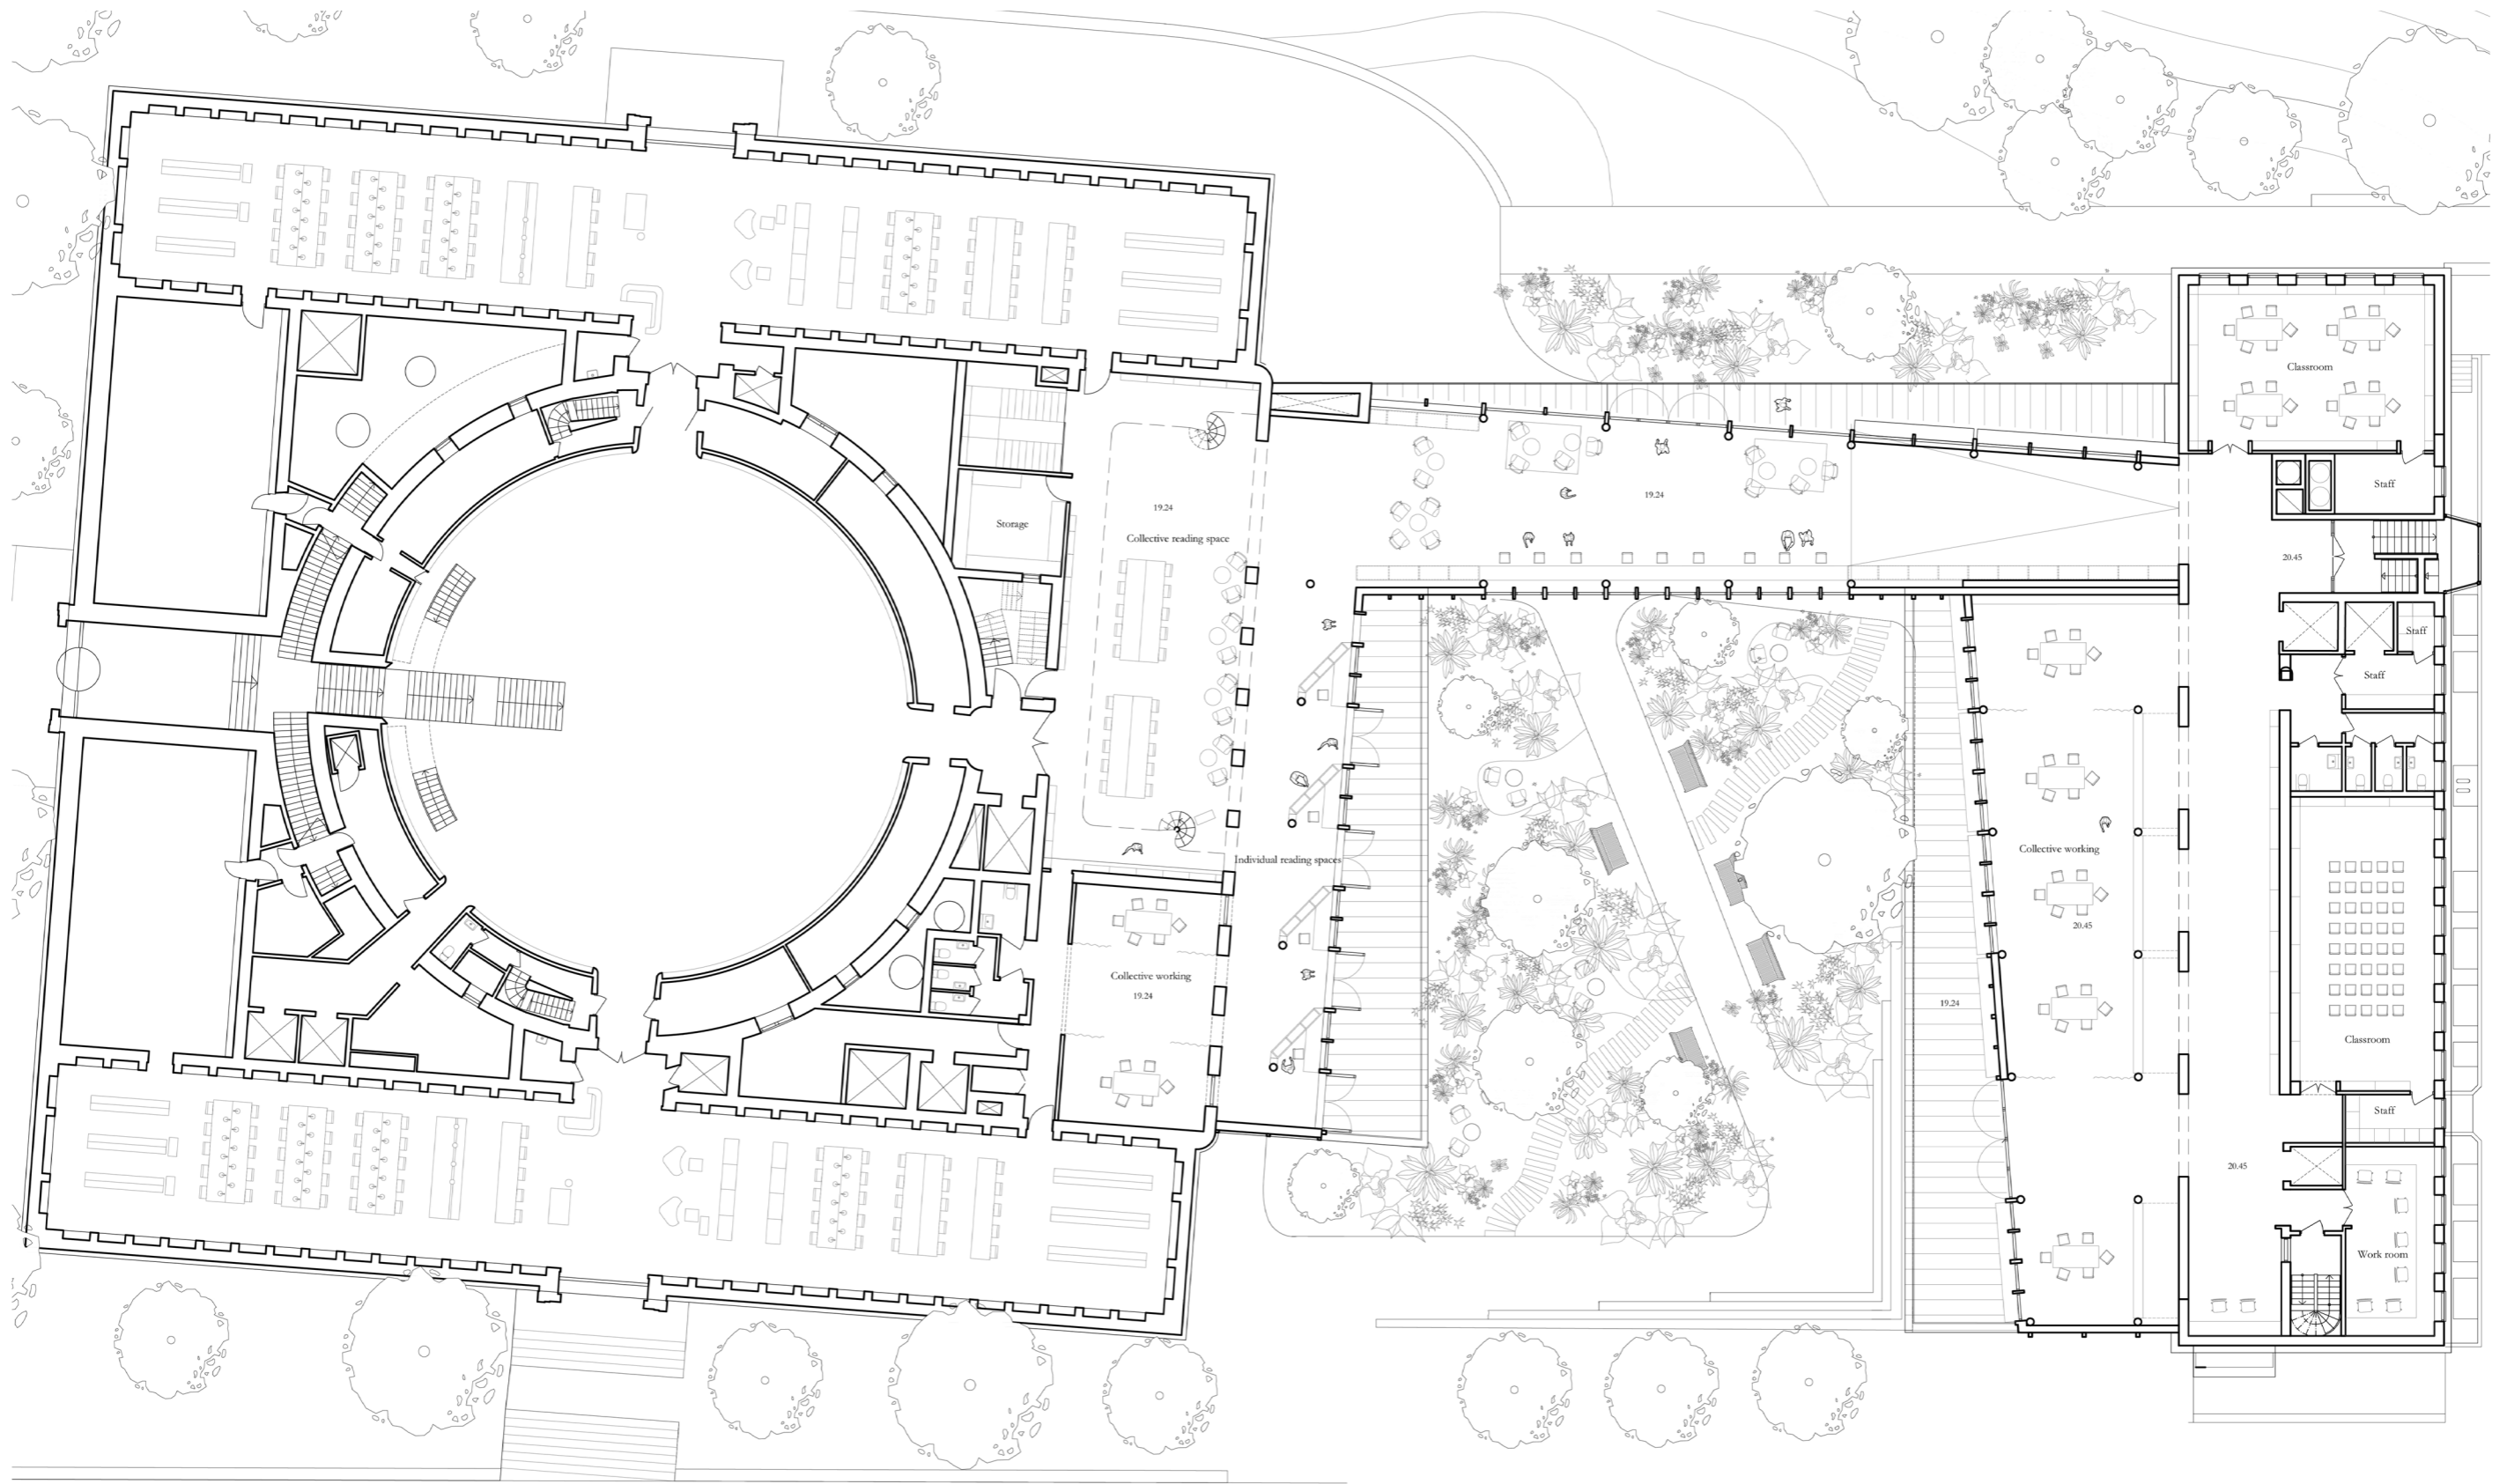 Classroom
Staff
19.24
19.24
Storage
Collective reading space
20.45
Staff
Staff
Collective working
Individual reading spaces
20.45
Collective working
19.24
19.24
Classroom
Staff
20.45
Work room